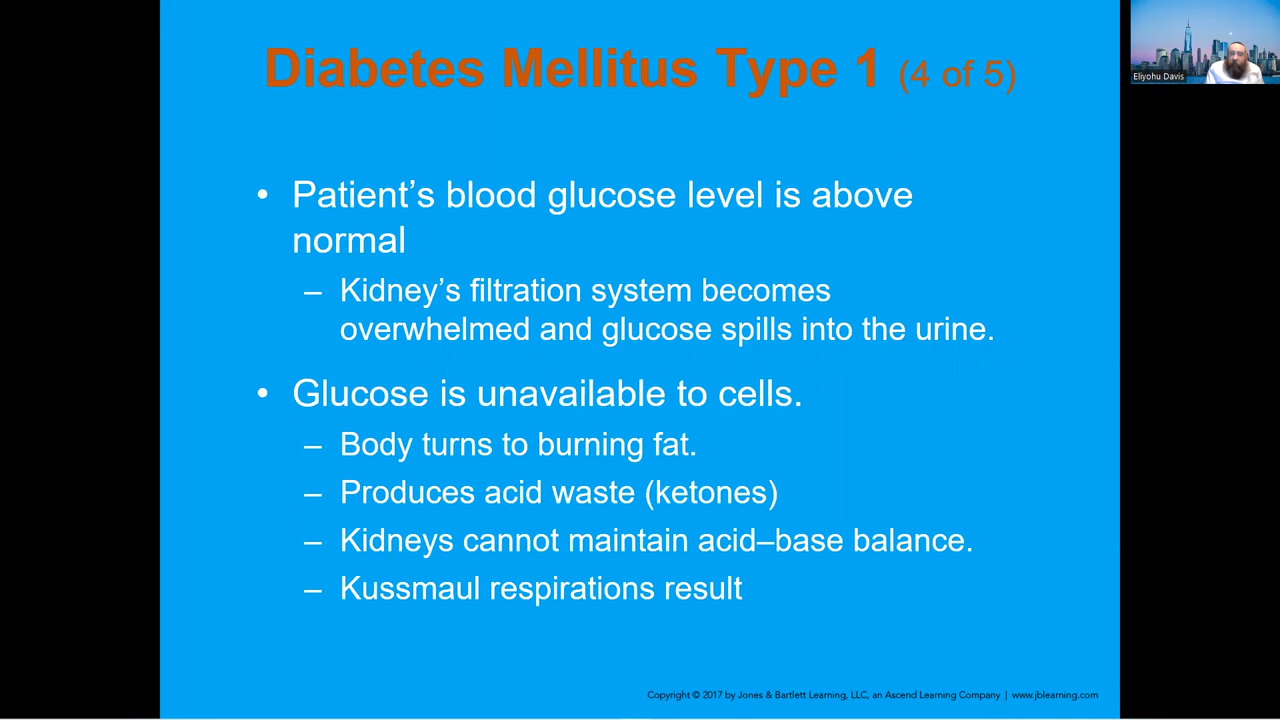 Diabetes Mellitus Type 1 (4 of 5)
• Patient’s blood glucose level is above
normal
– Kidney’s filtration system becomes
overwhelmed and glucose spills into the urine.
• Glucose is unavailable to cells.
– Body turns to burning fat.
– Produces acid waste (ketones)
– Kidneys cannot maintain acid–base balance.
– Kussmaul respirations result
Copyright © 2017 by Jones & Bartlett Learning, LLC, an Ascend Learning Company | www.jblearning.com
Eliyohu Davis